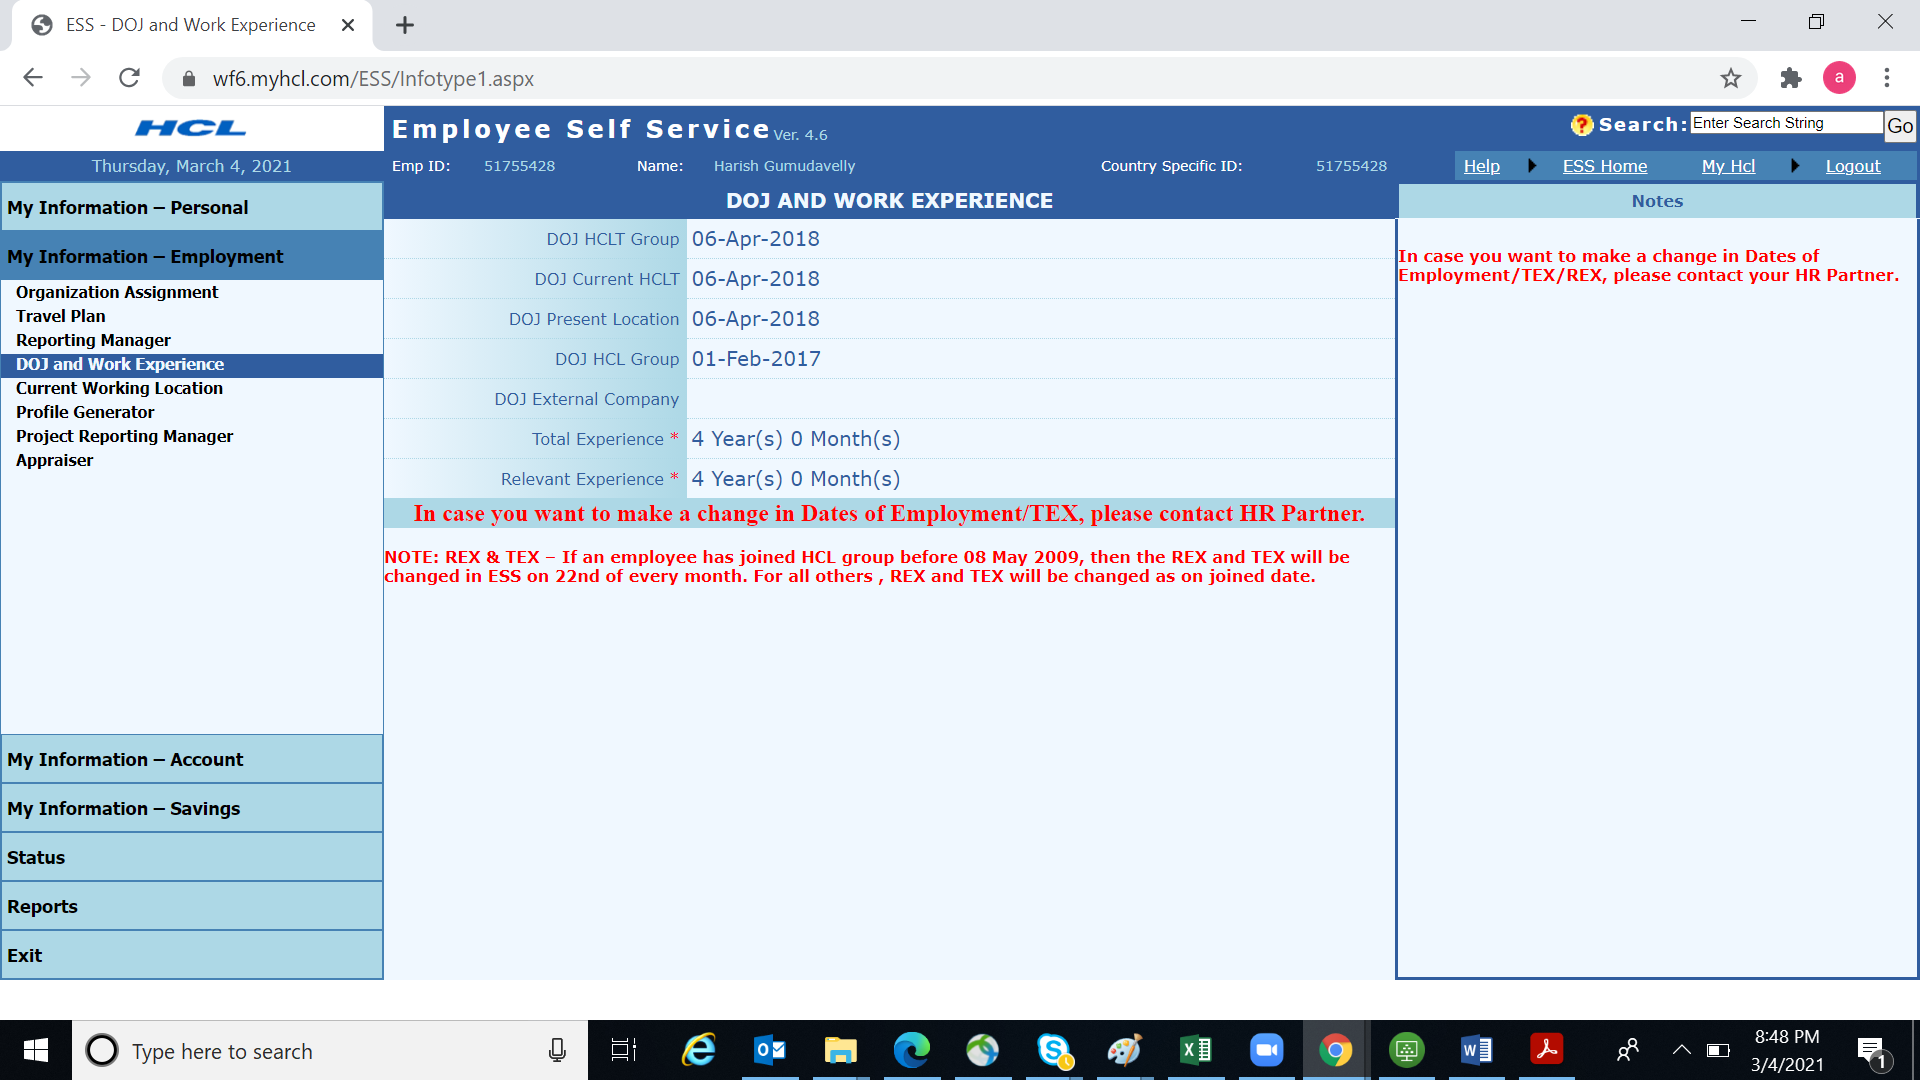 ESS - DOJ and Work Experience
wf6.myhcl.com/ESS/Infotype1.aspx
a
HCL
Employee Self Service Ver. 4.6
Search: Enter Search String Go
Thursday, March 4, 2021
Emp ID: 51755428 Name: Harish Gumudavelly Country Specific ID: 51755428
Help ESS Home My Hcl Logout
My Information – Personal
My Information – Employment
Organization Assignment
Travel Plan
Reporting Manager
DOJ and Work Experience
Current Working Location
Profile Generator
Project Reporting Manager
Appraiser
My Information – Account
My Information – Savings
Status
Reports
Exit
DOJ AND WORK EXPERIENCE
DOJ HCLT Group 06-Apr-2018
DOJ Current HCLT 06-Apr-2018
DOJ Present Location 06-Apr-2018
DOJ HCL Group 01-Feb-2017
DOJ External Company
Total Experience * 4 Year(s) 0 Month(s)
Relevant Experience * 4 Year(s) 0 Month(s)
In case you want to make a change in Dates of Employment/TEX, please contact HR Partner.
NOTE: REX & TEX – If an employee has joined HCL group before 08 May 2009, then the REX and TEX will be
changed in ESS on 22nd of every month. For all others , REX and TEX will be changed as on joined date.
Notes
In case you want to make a change in Dates of
Employment/TEX/REX, please contact your HR Partner.
Type here to search
8:48 PM
3/4/2021
1